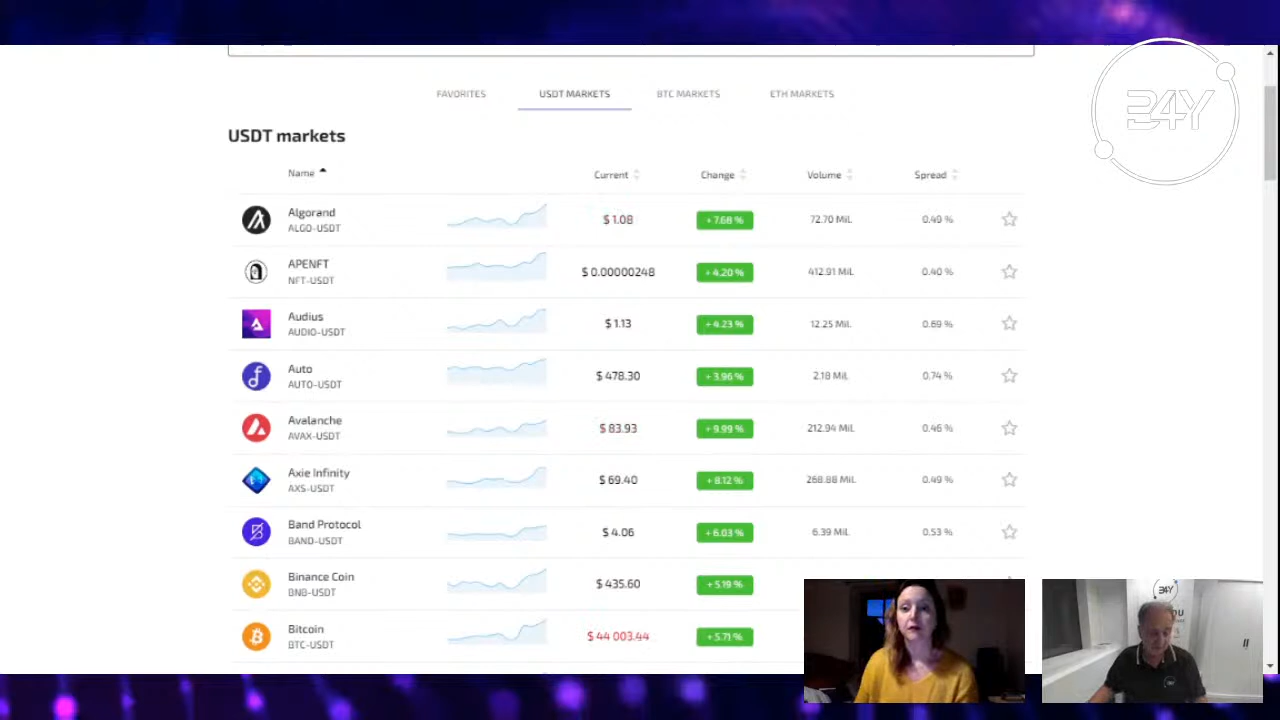 B4Y
FAVORITES USDT MARKETS BTC MARKETS ETH MARKETS
USDT markets
Name Current Change Volume Spread
Algorand
ALGO-USDT
$ 1.08 + 7.68 % 72.70 MiL 0.49 %
APENFT
NFT-USDT
$ 0.00000248 + 4.20 % 412.91 MiL 0.40 %
Audius
AUDIO-USDT
$ 1.13 + 4.23 % 12.25 MiL 0.69 %
Auto
AUTO-USDT
$ 478.30 + 3.96 % 2.18 MiL 0.74 %
Avalanche
AVAX-USDT
$ 83.93 + 9.99 % 212.94 MiL 0.46 %
Axie Infinity
AXS-USDT
$ 69.40 + 8.12 % 268.88 MiL 0.49 %
Band Protocol
BAND-USDT
$ 4.06 + 6.03 % 6.39 MiL 0.53 %
Binance Coin
BNB-USDT
$ 435.60 + 5.19 %
Bitcoin
BTC-USDT
$ 44 003.44 + 5.71 %
B4Y